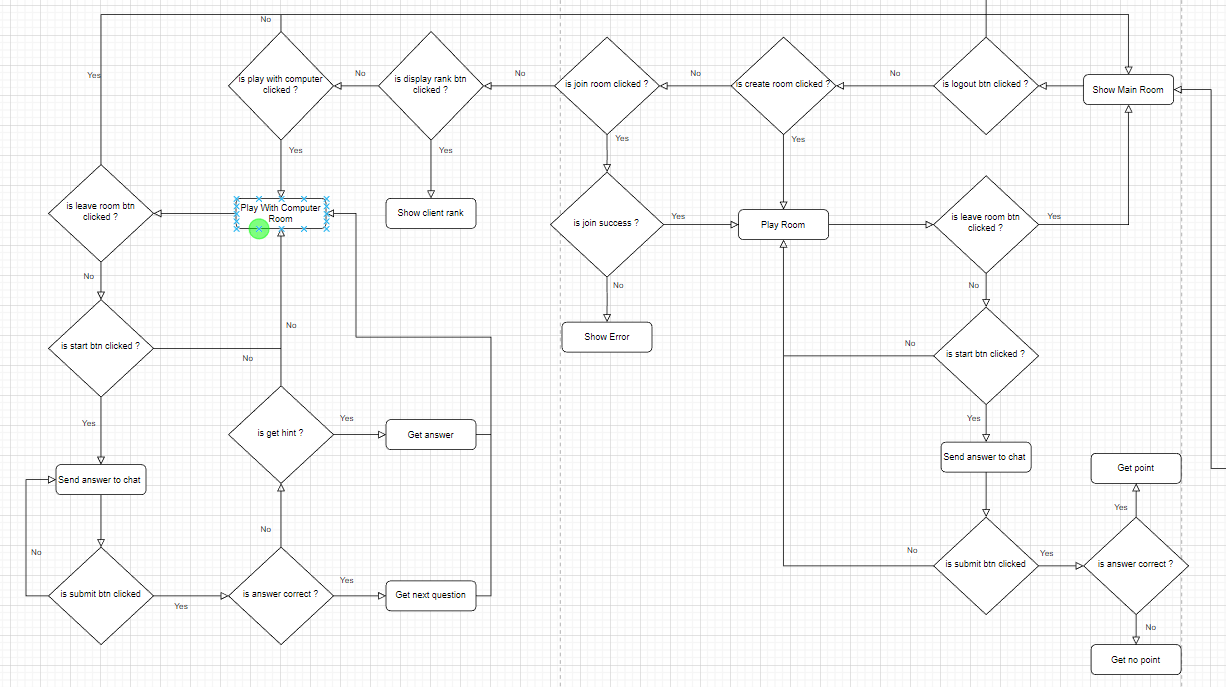 No
Yes
is play with computer
clicked ?
No
is display rank btn
clicked ?
No
is join room clicked ?
No
is create room clicked ?
No
is logout btn clicked ?
Show Main Room
Yes
Yes
Yes
Yes
is leave room btn
clicked ?
Play With Computer
Room
Show client rank
is join success ?
Yes
Play Room
is leave room btn
clicked ?
Yes
No
No
No
No
is start btn clicked ?
No
Show Error
No
is start btn clicked ?
Yes
is get hint ?
Yes
Get answer
Yes
Send answer to chat
Get point
Send answer to chat
Yes
No
No
is submit btn clicked
Yes
is answer correct ?
Yes
Get next question
No
is submit btn clicked
Yes
is answer correct ?
No
Get no point